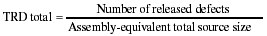 TRD total = Number of released defects
Assembly-equivalent total source size